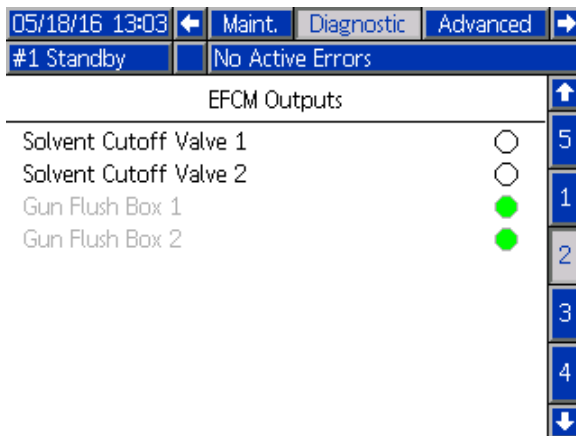 05/18/16 13:03 Maint. Diagnostic Advanced
#1 Standby No Active Errors
EFCM Outputs
Solvent Cutoff Valve 1
Solvent Cutoff Valve 2
Gun Flush Box 1
Gun Flush Box 2
5
1
2
3
4